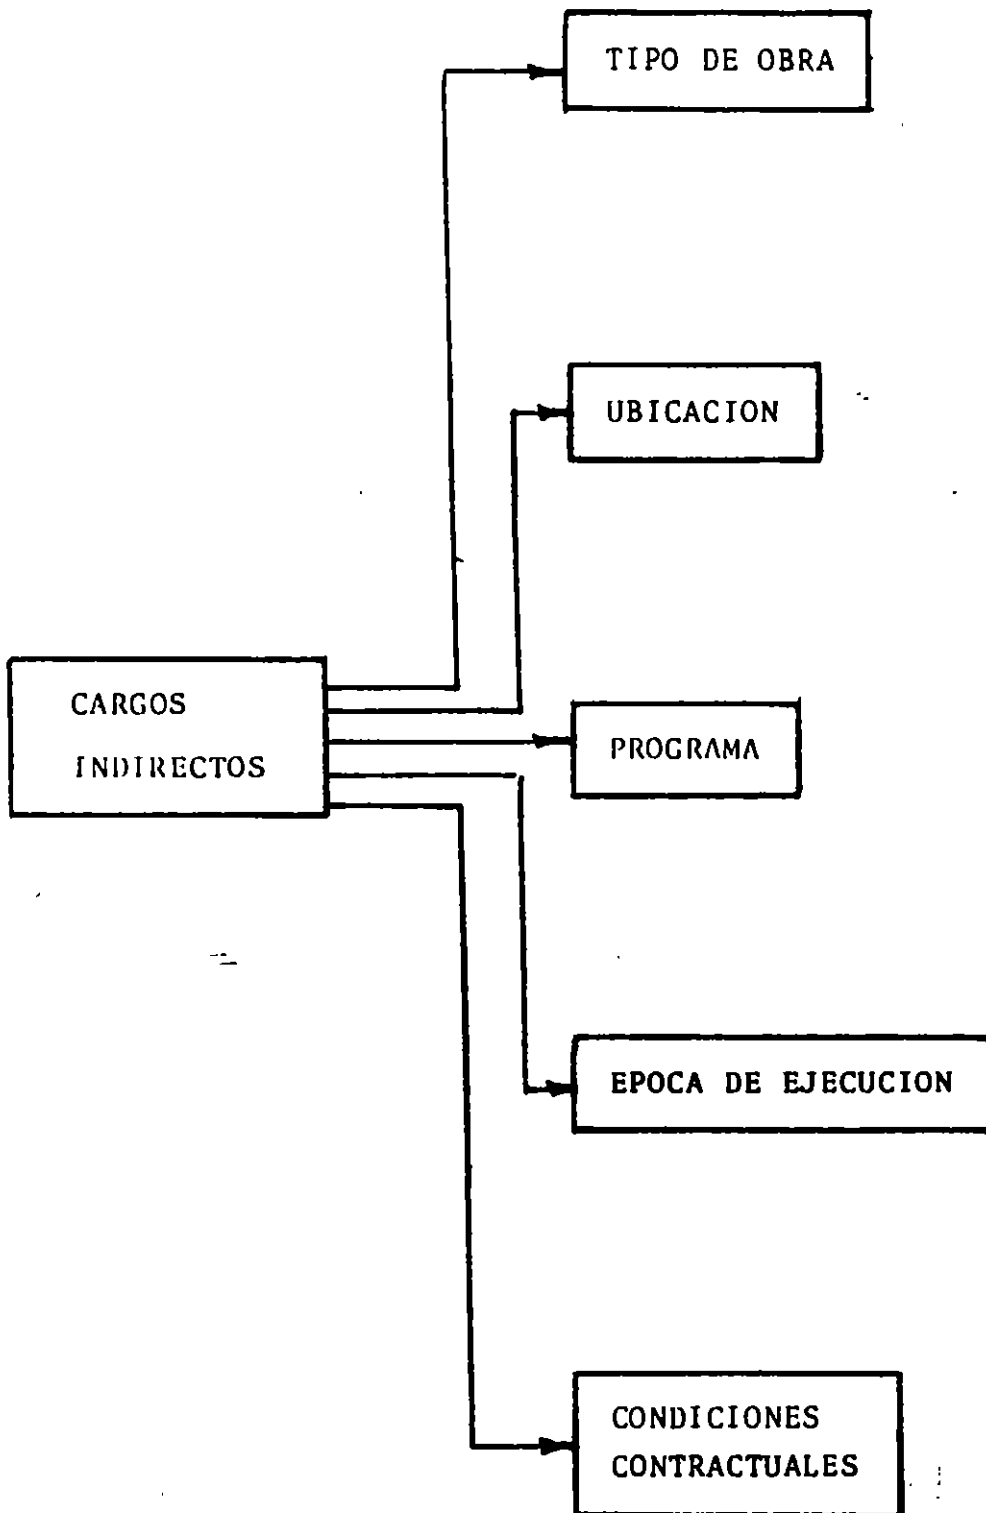 TIPO DE OBRA
UBICACION
CARGOS
INDIRECTOS
PROGRAMA
EPOCA DE EJECUCION
CONDICIONES
CONTRACTUALES